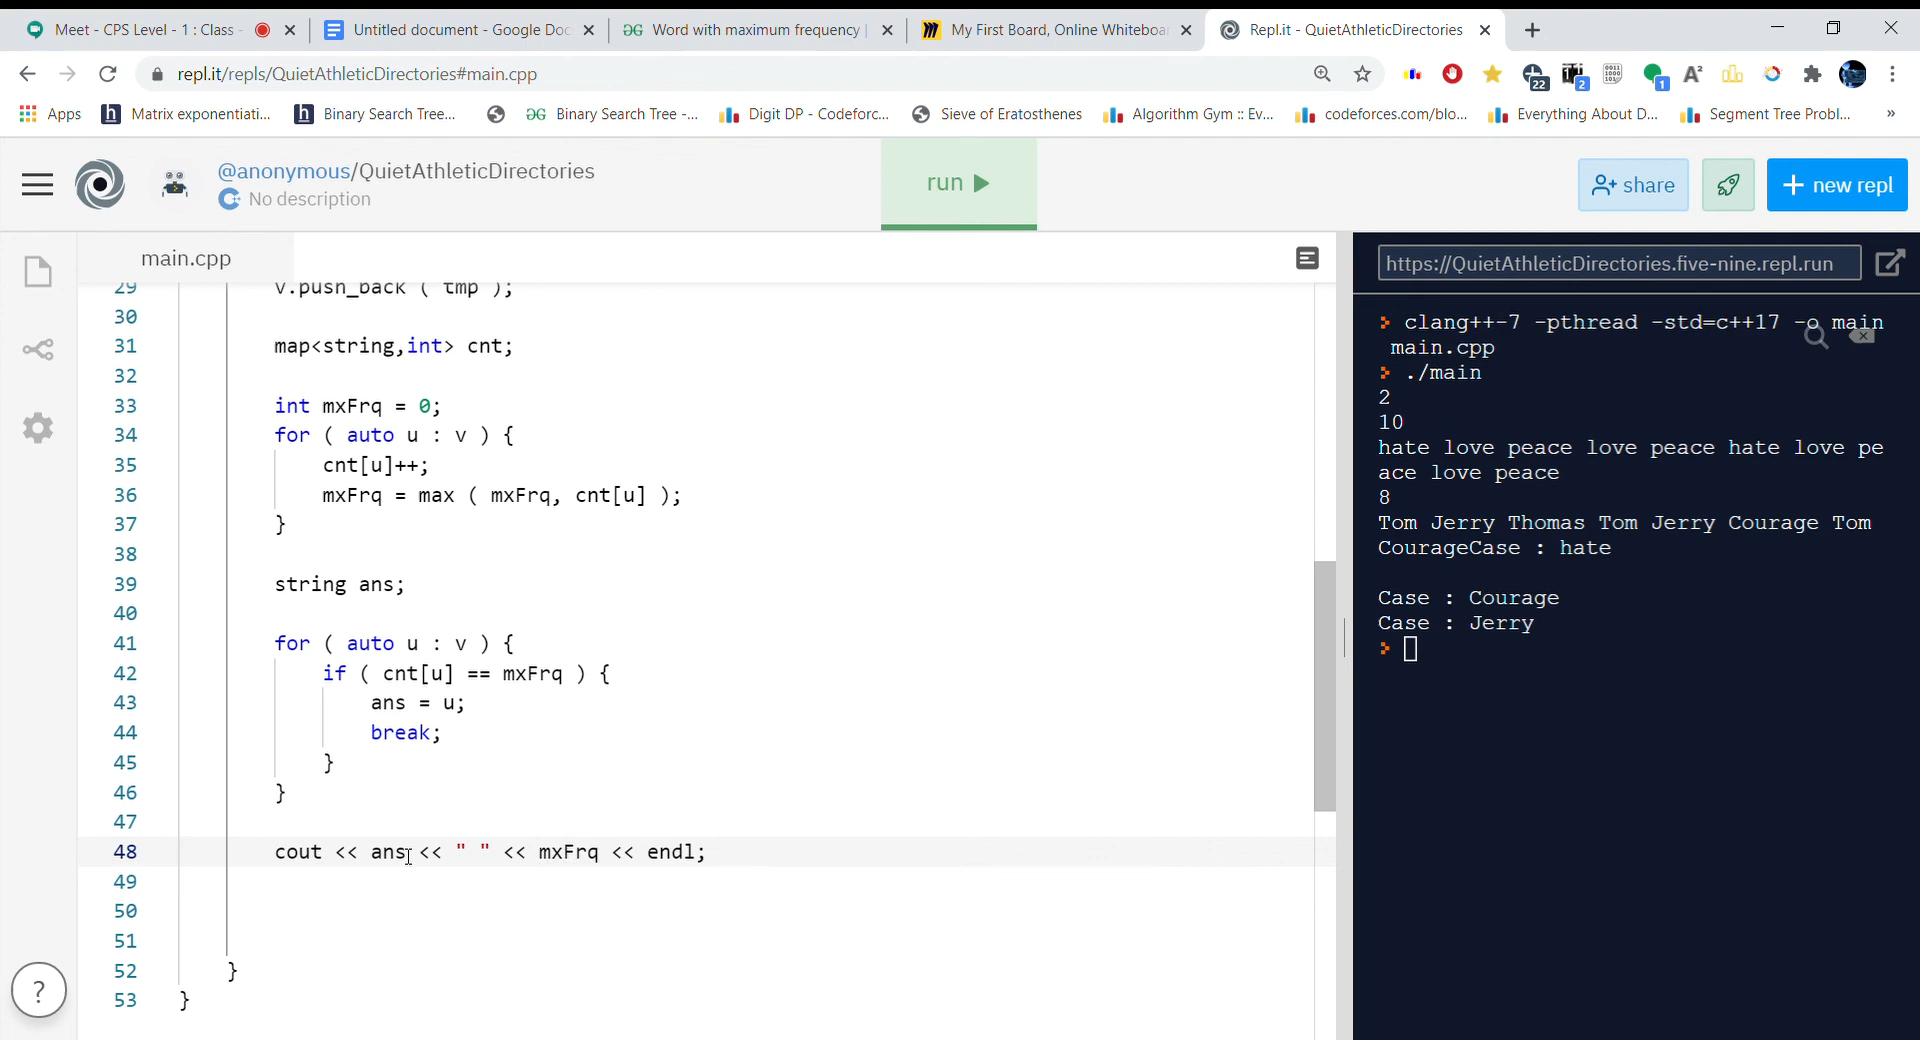 Meet - CPS Level - 1 : Class -
Untitled document - Google Doc
Word with maximum frequency |
My First Board, Online Whiteboar
Repl.it - QuietAthleticDirectories
repl.it/repls/QuietAthleticDirectories#main.cpp
22
2
1
Apps
Matrix exponentiati...
Binary Search Tree...
Binary Search Tree -...
Digit DP - Codeforc...
Sieve of Eratosthenes
Algorithm Gym :: Ev...
codeforces.com/blo...
Everything About D...
Segment Tree Probl...
»
@anonymous/QuietAthleticDirectories
No description
run
share
+ new repl
main.cpp
29 v.push_back ( tmp );
30
31 map<string,int> cnt;
32
33 int mxFrq = 0;
34 for ( auto u : v ) {
35 cnt[u]++;
36 mxFrq = max ( mxFrq, cnt[u] );
37 }
38
39 string ans;
40
41 for ( auto u : v ) {
42 if ( cnt[u] == mxFrq ) {
43 ans = u;
44 break;
45 }
46 }
47
48 cout << ans << " " << mxFrq << endl;
49
50
51
52 }
53 }
?
https://QuietAthleticDirectories.five-nine.repl.run
clang++-7 -pthread -std=c++17 -o main
main.cpp
./main
2
10
hate love peace love peace hate love pe
ace love peace
8
Tom Jerry Thomas Tom Jerry Courage Tom
CourageCase : hate
Case : Courage
Case : Jerry